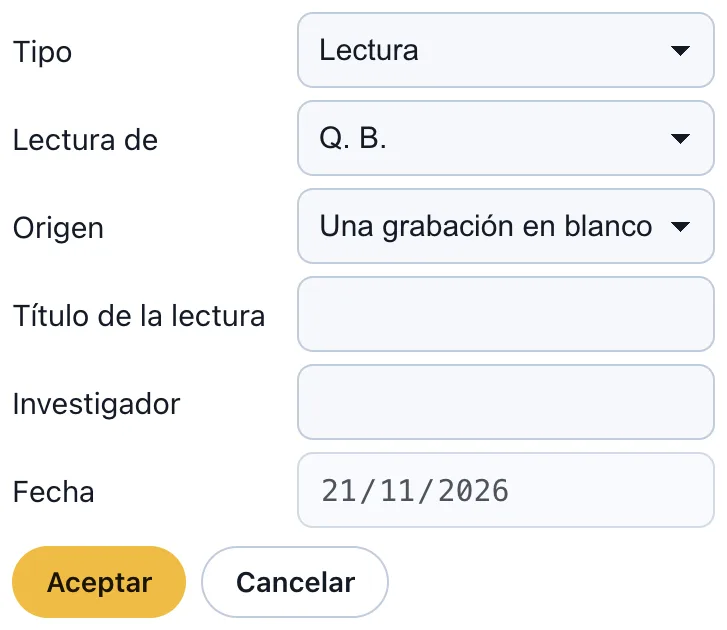 Tipo Lectura
Lectura de Q. B.
Origen Una grabación en blanco
Título de la lectura
Investigador
Fecha 21/11/2026
Aceptar Cancelar